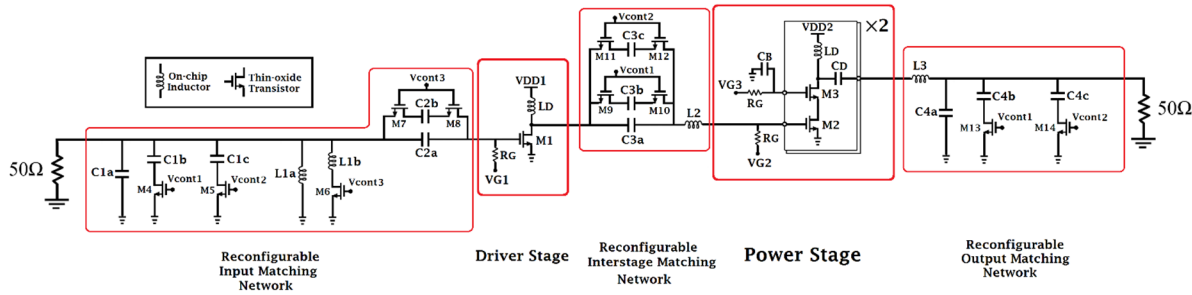 On-chip
Inductor
Thin-oxide
Transistor
50Ω
C1a
C1b
M4
Vcont1
C1c
M5
Vcont2
L1a
L1b
M6
Vcont3
Vcont3
C2b
M7
M8
C2a
Reconfigurable
Input Matching
Network
VDD1
LD
M1
RG
VG1
Driver Stage
Vcont2
C3c
M11
M12
Vcont1
C3b
M9
M10
C3a
L2
Reconfigurable
Interstage Matching
Network
VDD2
×2
LD
CD
CB
VG3
RG
M3
M2
RG
VG2
Power Stage
L3
C4a
C4b
M13
Vcont1
C4c
M14
Vcont2
50Ω
Reconfigurable
Output Matching
Network